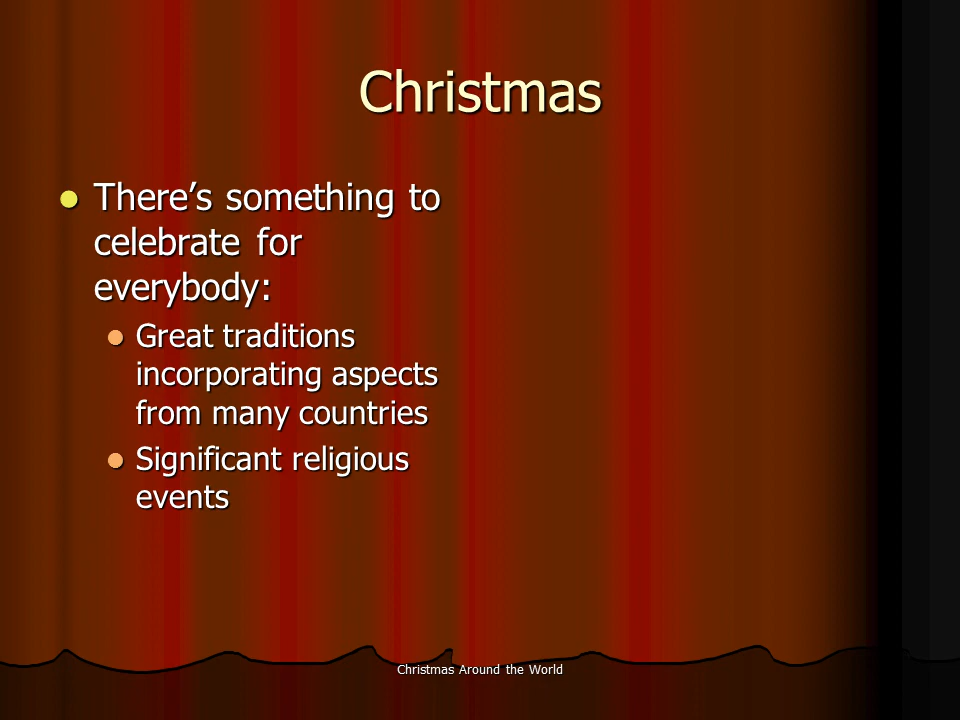 Christmas
There’s something to
celebrate for
everybody:
Great traditions
incorporating aspects
from many countries
Significant religious
events
Christmas Around the World